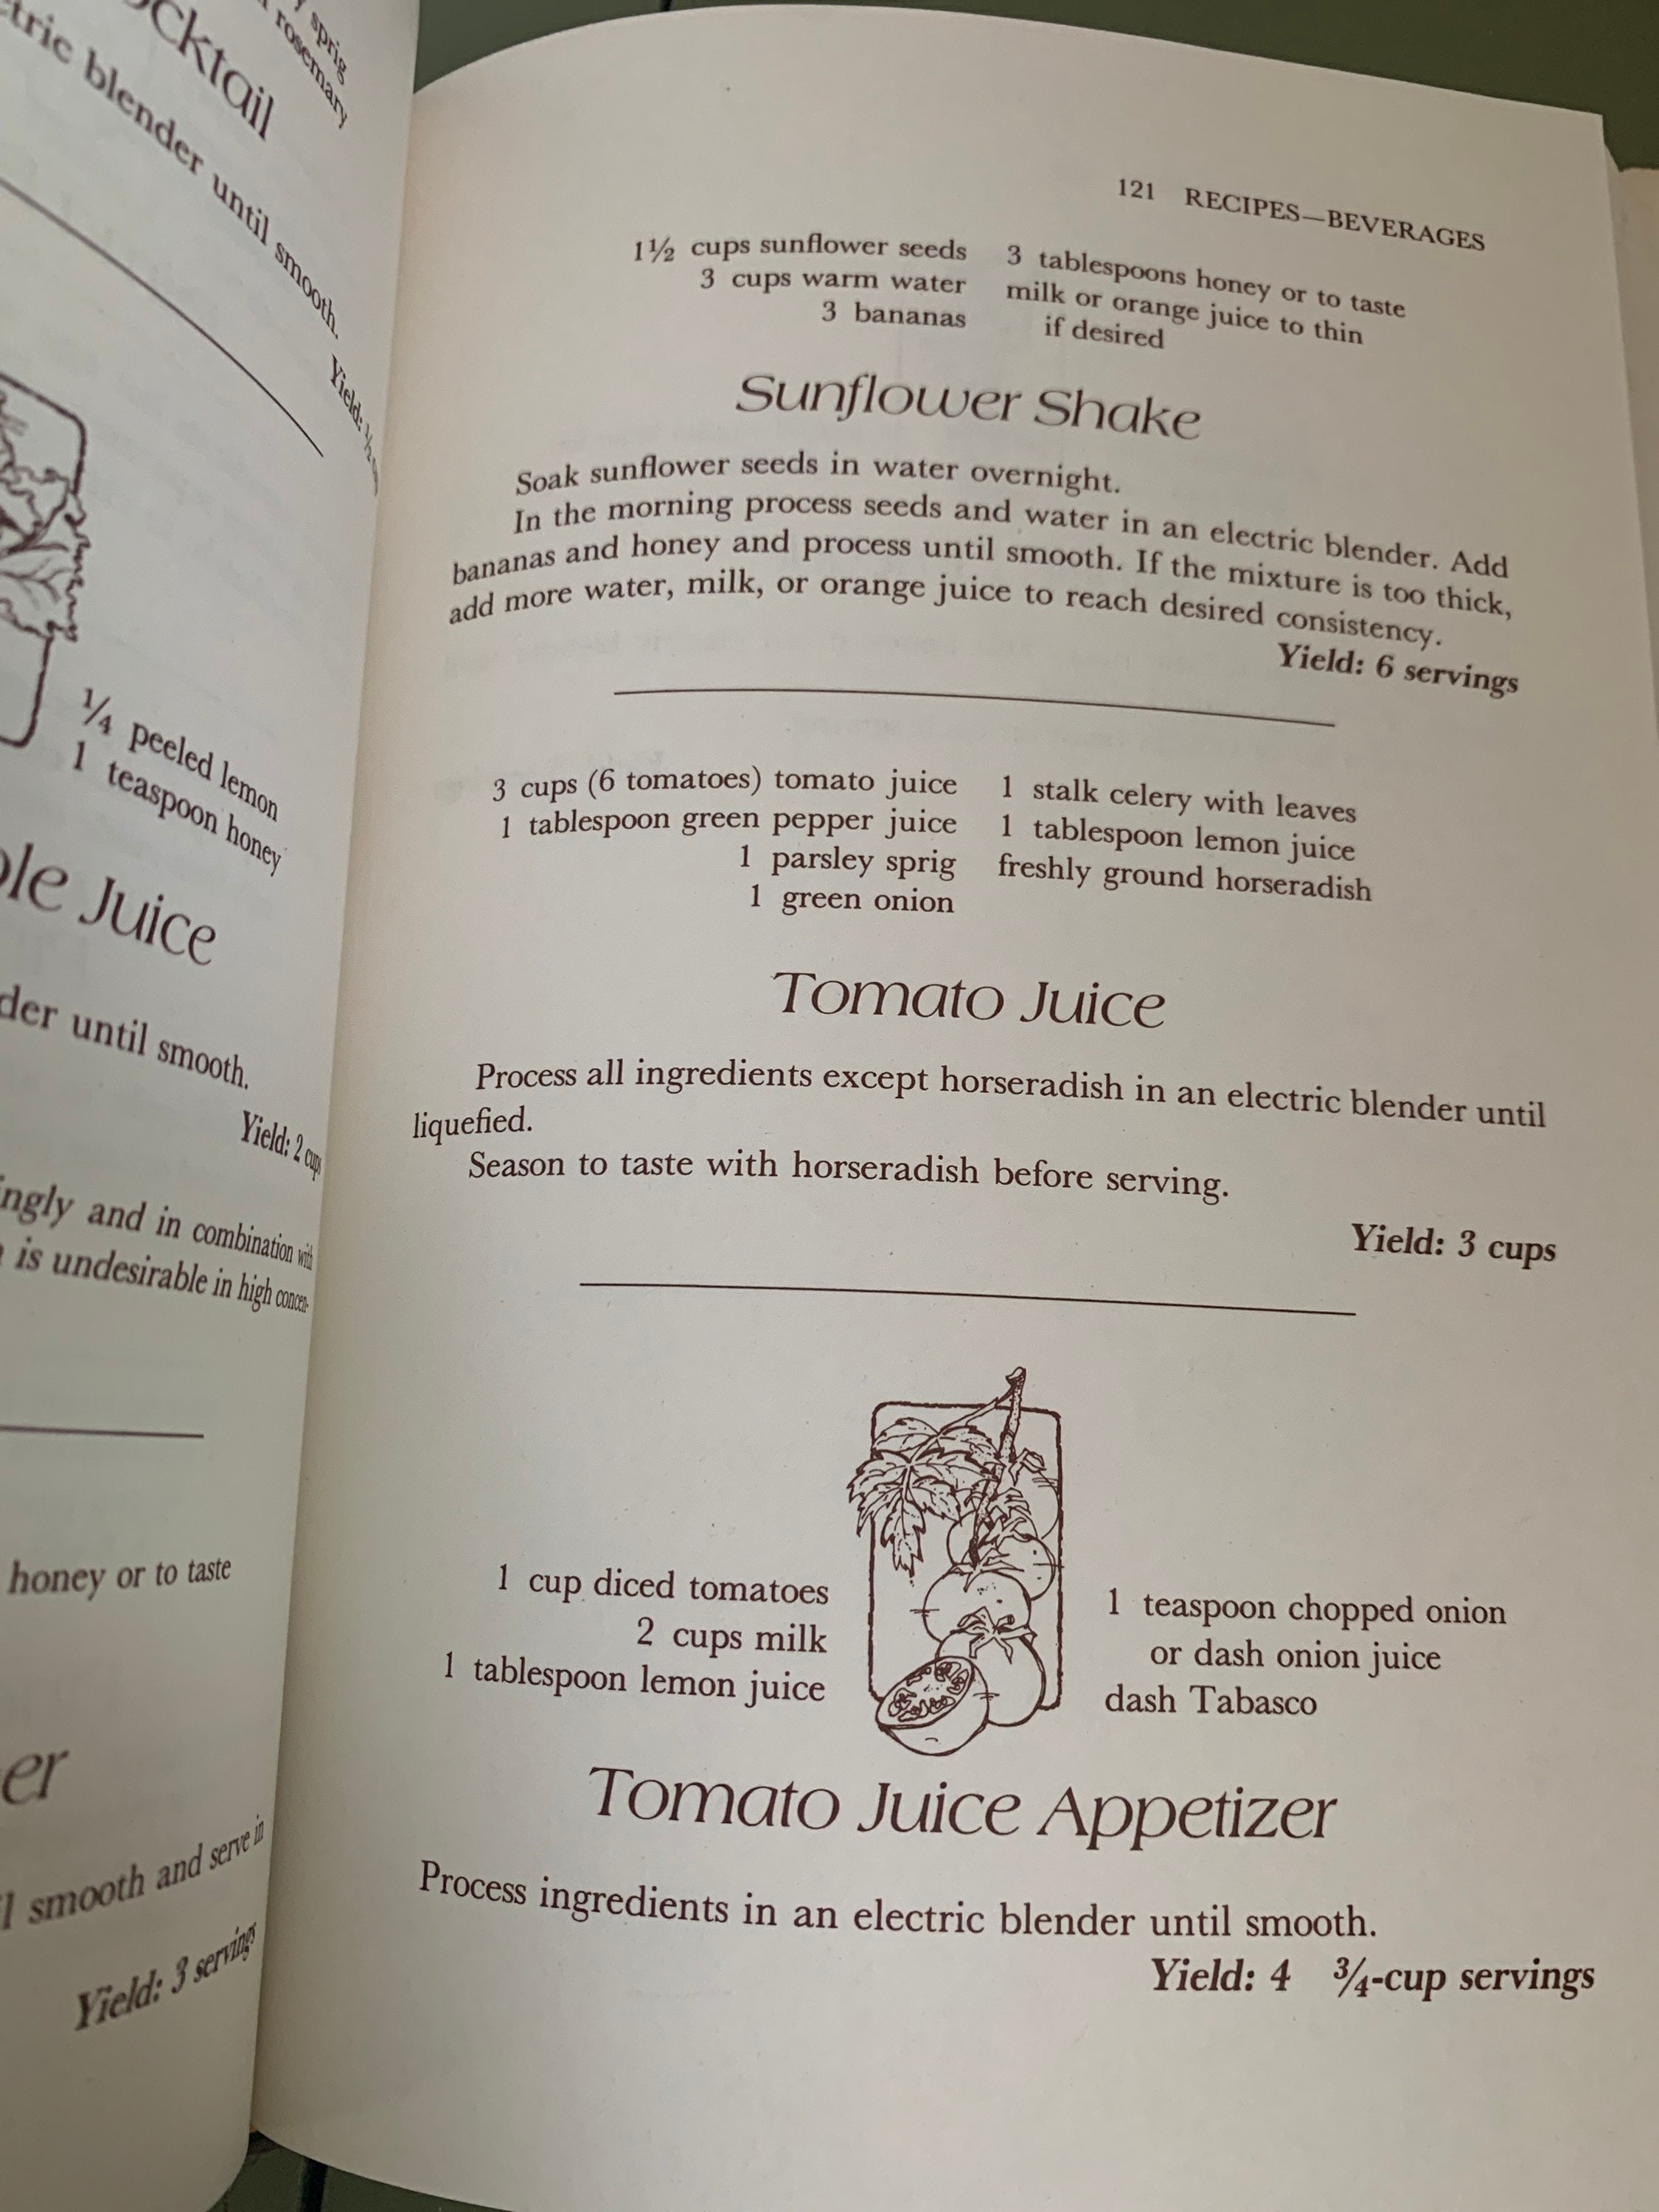 sprig
rosemary
cktail
tric blender until smooth.
Yield: ½
¼ peeled lemon
1 teaspoon honey
le Juice
der until smooth.
Yield: 2 cups
ingly and in combination with
is undesirable in high concen-
honey or to taste
er
l smooth and serve in
Yield: 3 servings
121 RECIPES—BEVERAGES
1½ cups sunflower seeds
3 cups warm water
3 bananas
3 tablespoons honey or to taste
milk or orange juice to thin
if desired
Sunflower Shake
Soak sunflower seeds in water overnight.
In the morning process seeds and water in an electric blender. Add
bananas and honey and process until smooth. If the mixture is too thick,
add more water, milk, or orange juice to reach desired consistency.
Yield: 6 servings
3 cups (6 tomatoes) tomato juice
1 tablespoon green pepper juice
1 parsley sprig
1 green onion
1 stalk celery with leaves
1 tablespoon lemon juice
freshly ground horseradish
Tomato Juice
Process all ingredients except horseradish in an electric blender until
liquefied.
Season to taste with horseradish before serving.
Yield: 3 cups
1 cup diced tomatoes
2 cups milk
1 tablespoon lemon juice
1 teaspoon chopped onion
or dash onion juice
dash Tabasco
Tomato Juice Appetizer
Process ingredients in an electric blender until smooth.
Yield: 4 ¾-cup servings